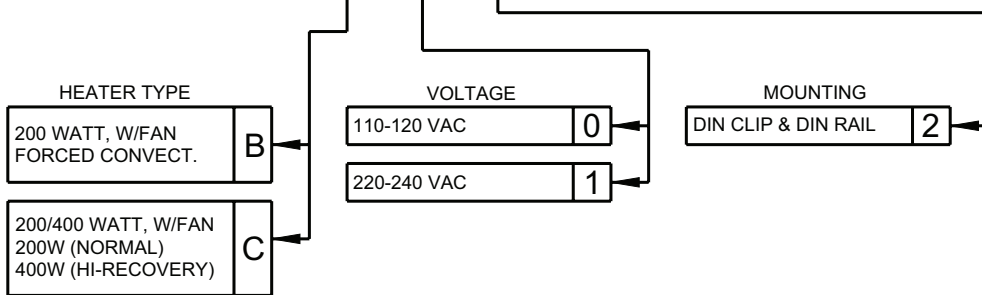 HEATER TYPE
200 WATT, W/FAN
FORCED CONVECT.
B
200/400 WATT, W/FAN
200W (NORMAL)
400W (HI-RECOVERY)
C
VOLTAGE
110-120 VAC
0
220-240 VAC
1
MOUNTING
DIN CLIP & DIN RAIL
2